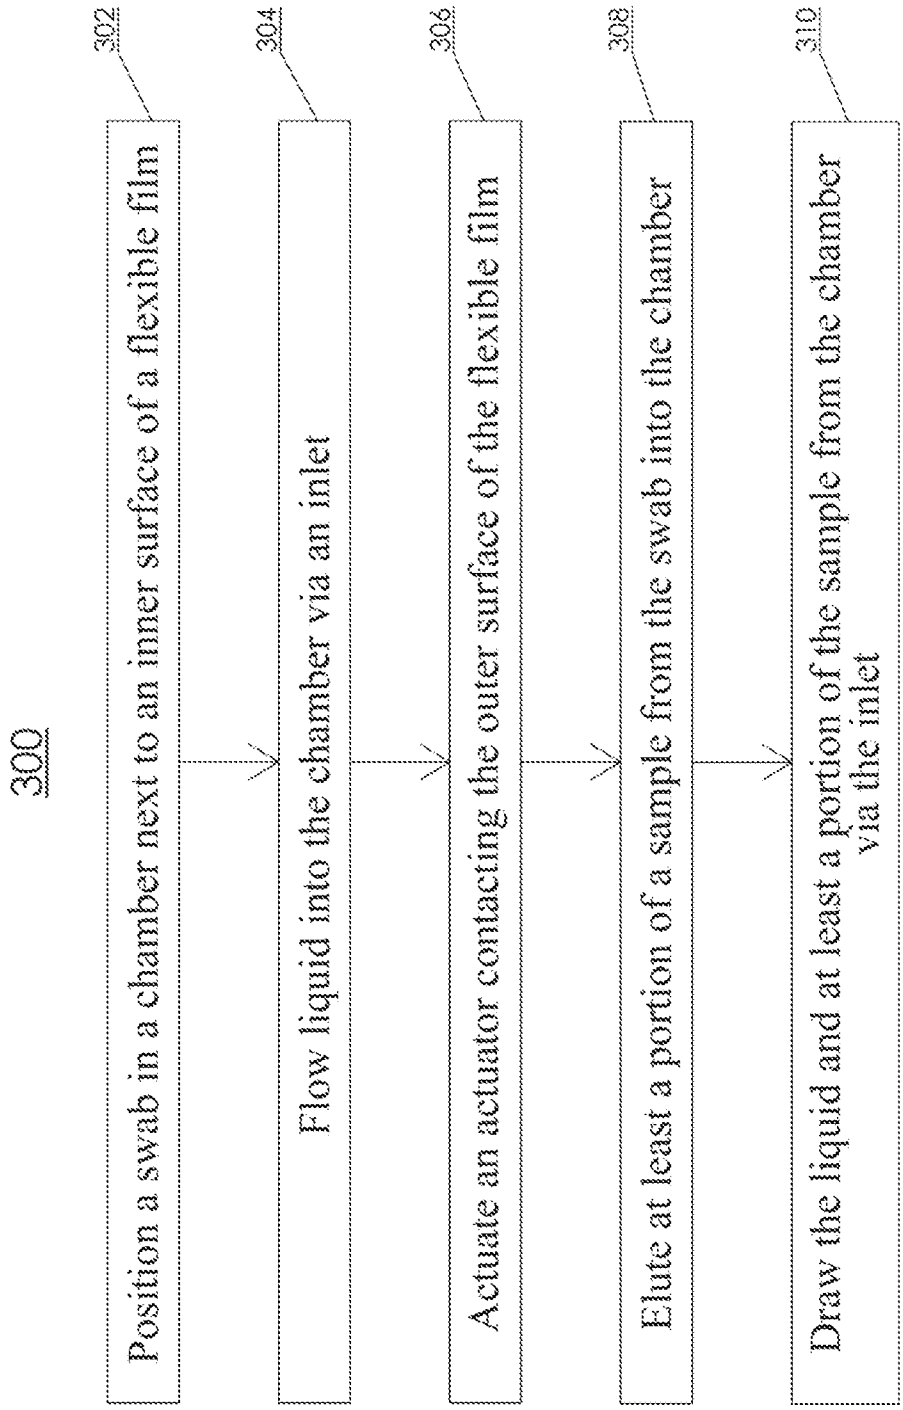 300
302
Position a swab in a chamber next to an inner surface of a flexible film
304
Flow liquid into the chamber via an inlet
306
Actuate an actuator contacting the outer surface of the flexible film
308
Elute at least a portion of a sample from the swab into the chamber
310
Draw the liquid and at least a portion of the sample from the chamber
via the inlet